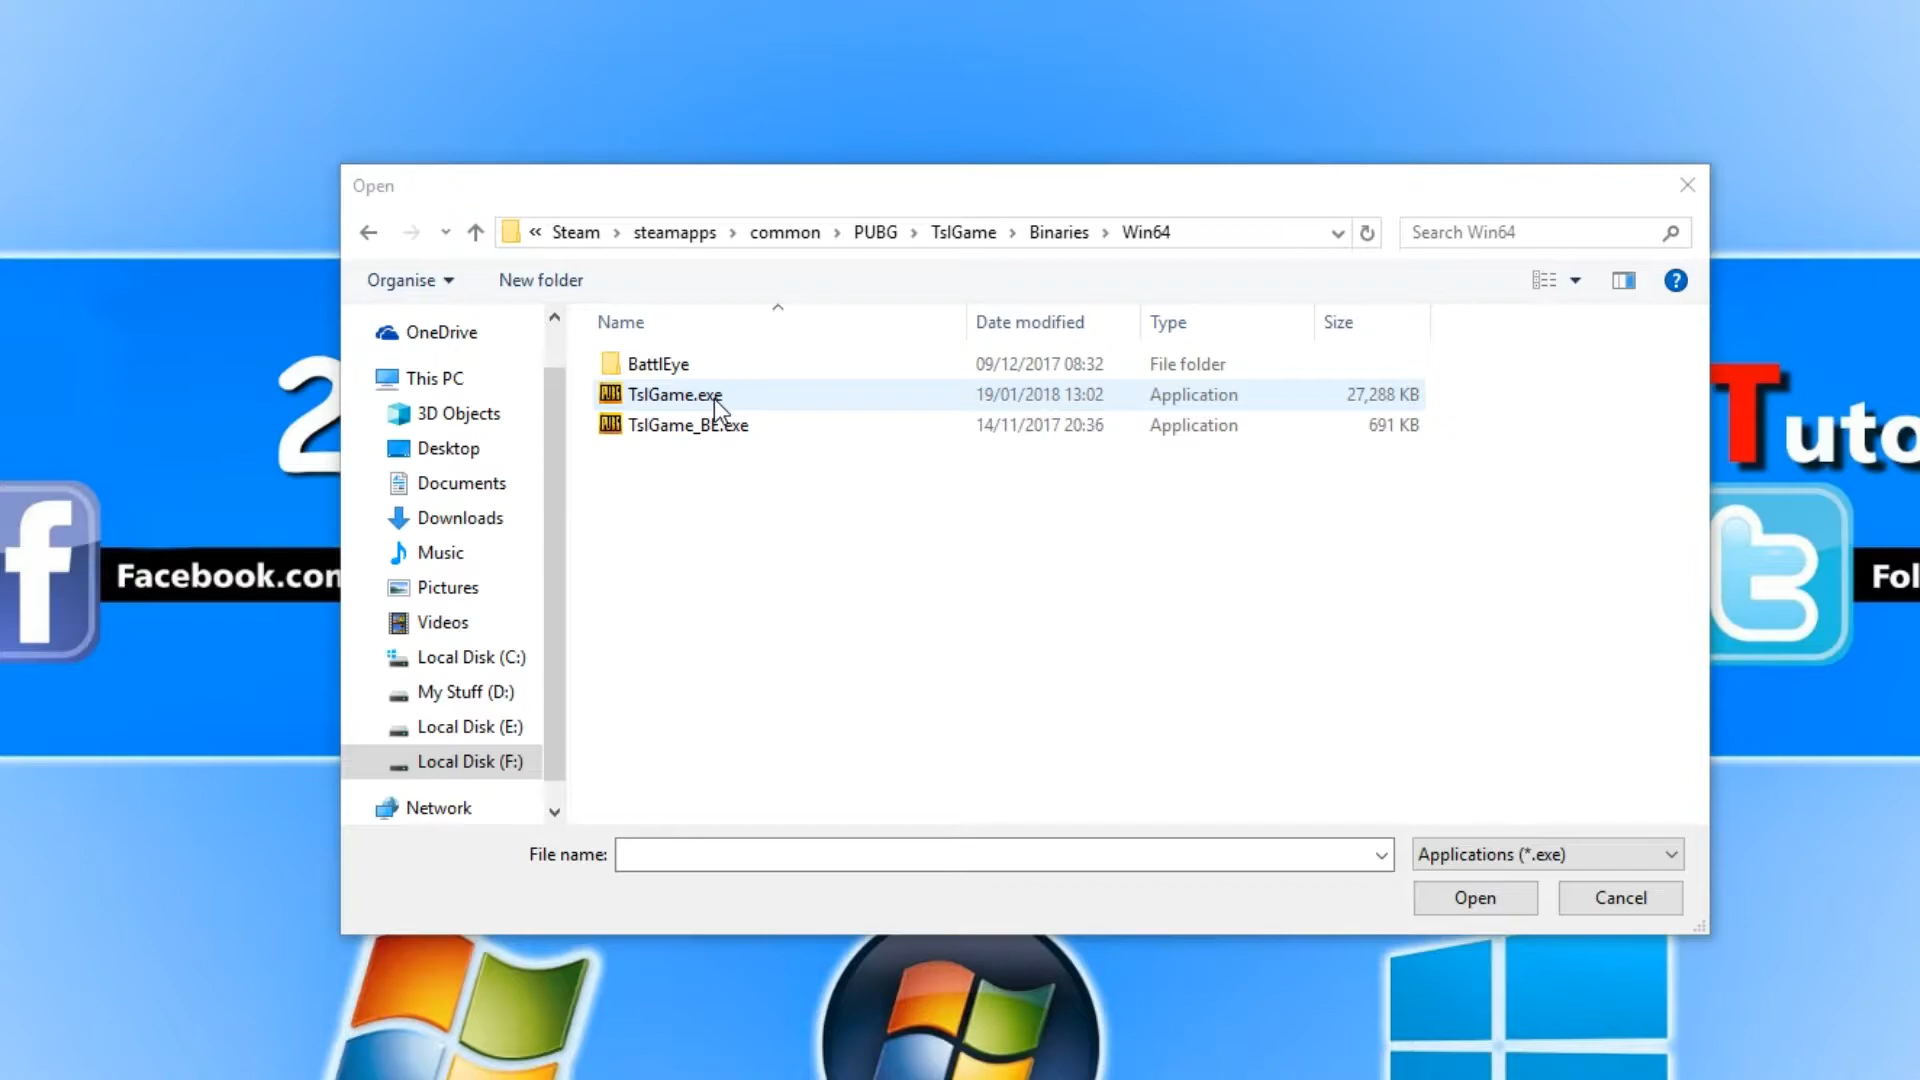 Open
« Steam > steamapps > common > PUBG > TslGame > Binaries > Win64
Search Win64
Organise
New folder
?
Name
Date modified
Type
Size
OneDrive
This PC
3D Objects
Desktop
Documents
Downloads
Music
Pictures
Videos
Local Disk (C:)
My Stuff (D:)
Local Disk (E:)
Local Disk (F:)
Network
BattlEye 09/12/2017 08:32 File folder
TslGame.exe 19/01/2018 13:02 Application 27,288 KB
TslGame_BE.exe 14/11/2017 20:36 Application 691 KB
File name:
Applications (*.exe)
Open
Cancel
2
Tuto
f
Facebook.com
t
Fol